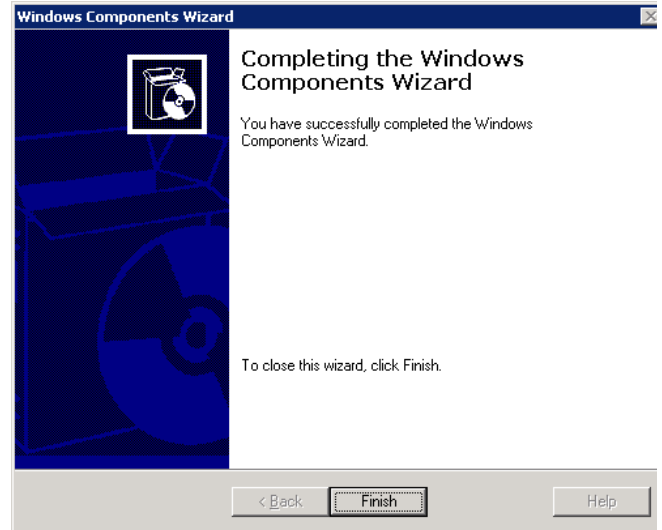 Windows Components Wizard
Completing the Windows
Components Wizard
You have successfully completed the Windows
Components Wizard.
To close this wizard, click Finish.
< Back
Finish
Help